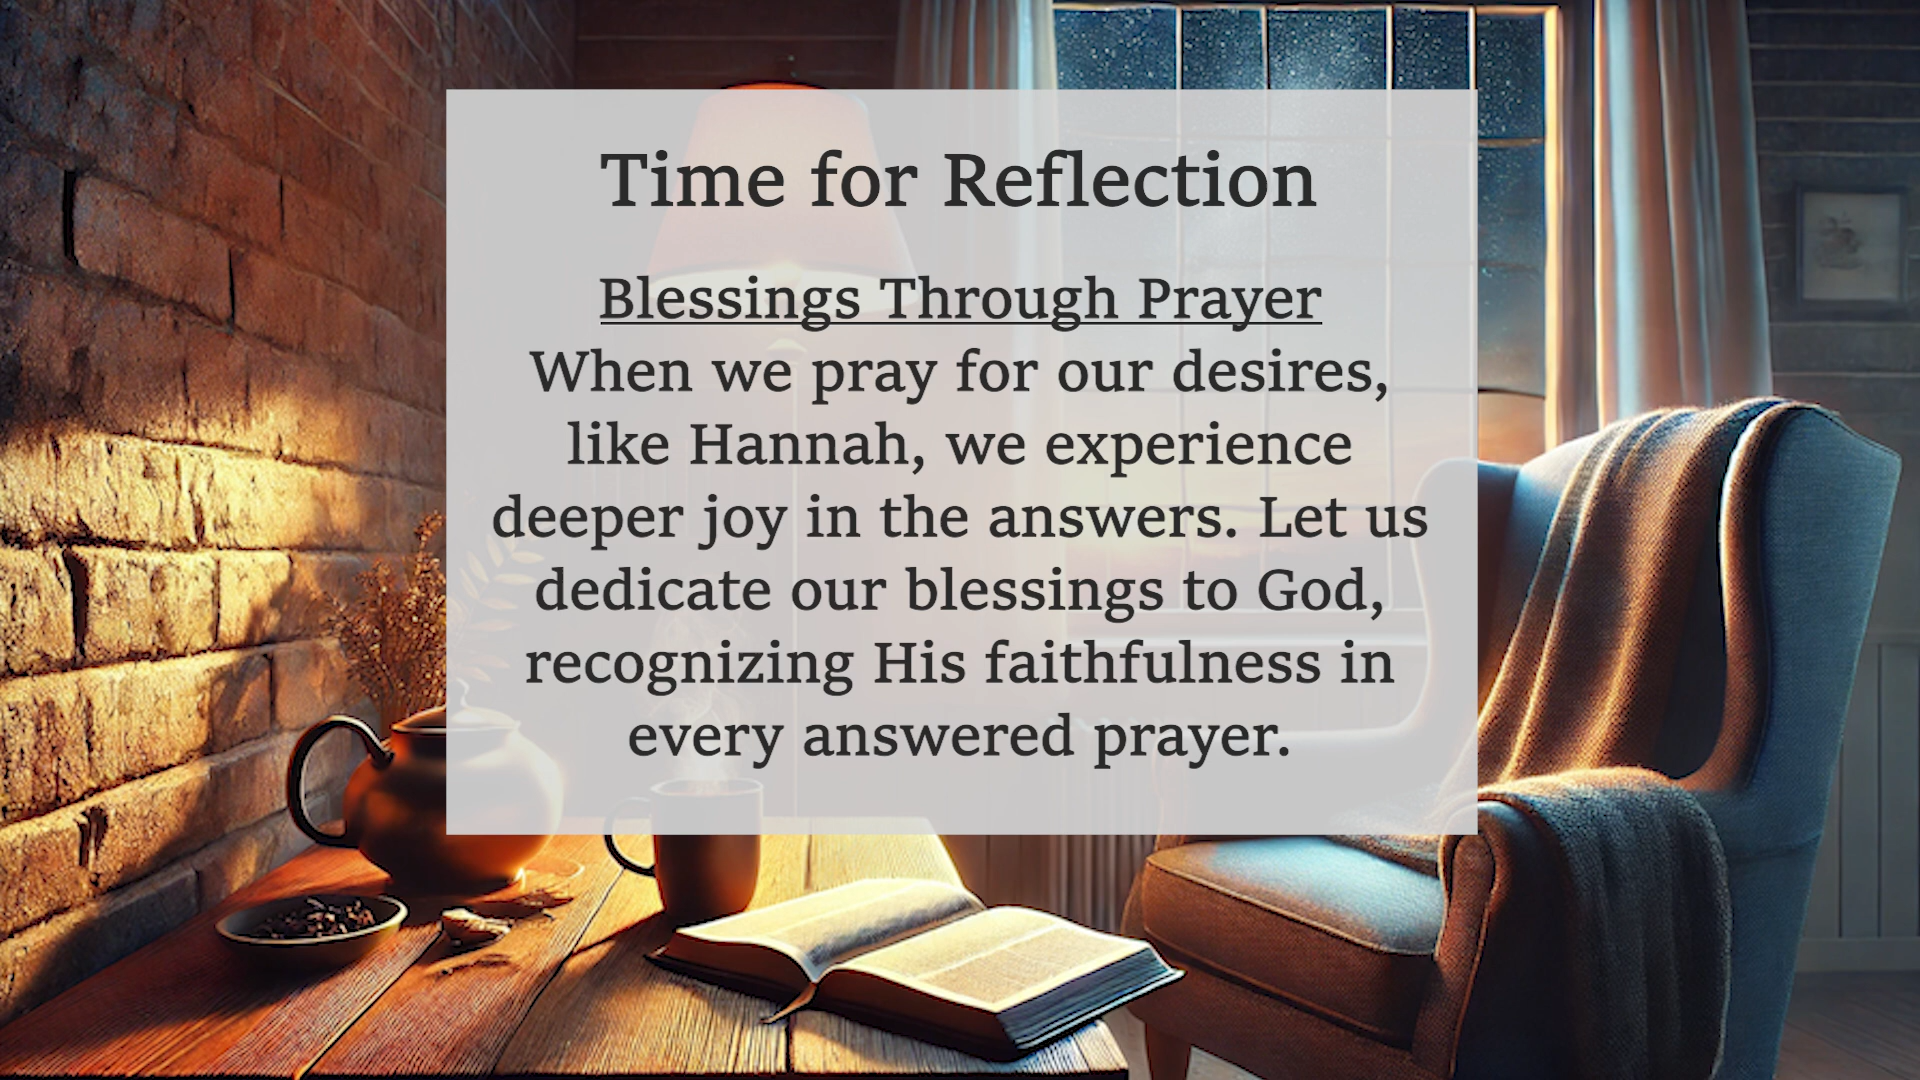 Time for Reflection
Blessings Through Prayer
When we pray for our desires,
like Hannah, we experience
deeper joy in the answers. Let us
dedicate our blessings to God,
recognizing His faithfulness in
every answered prayer.